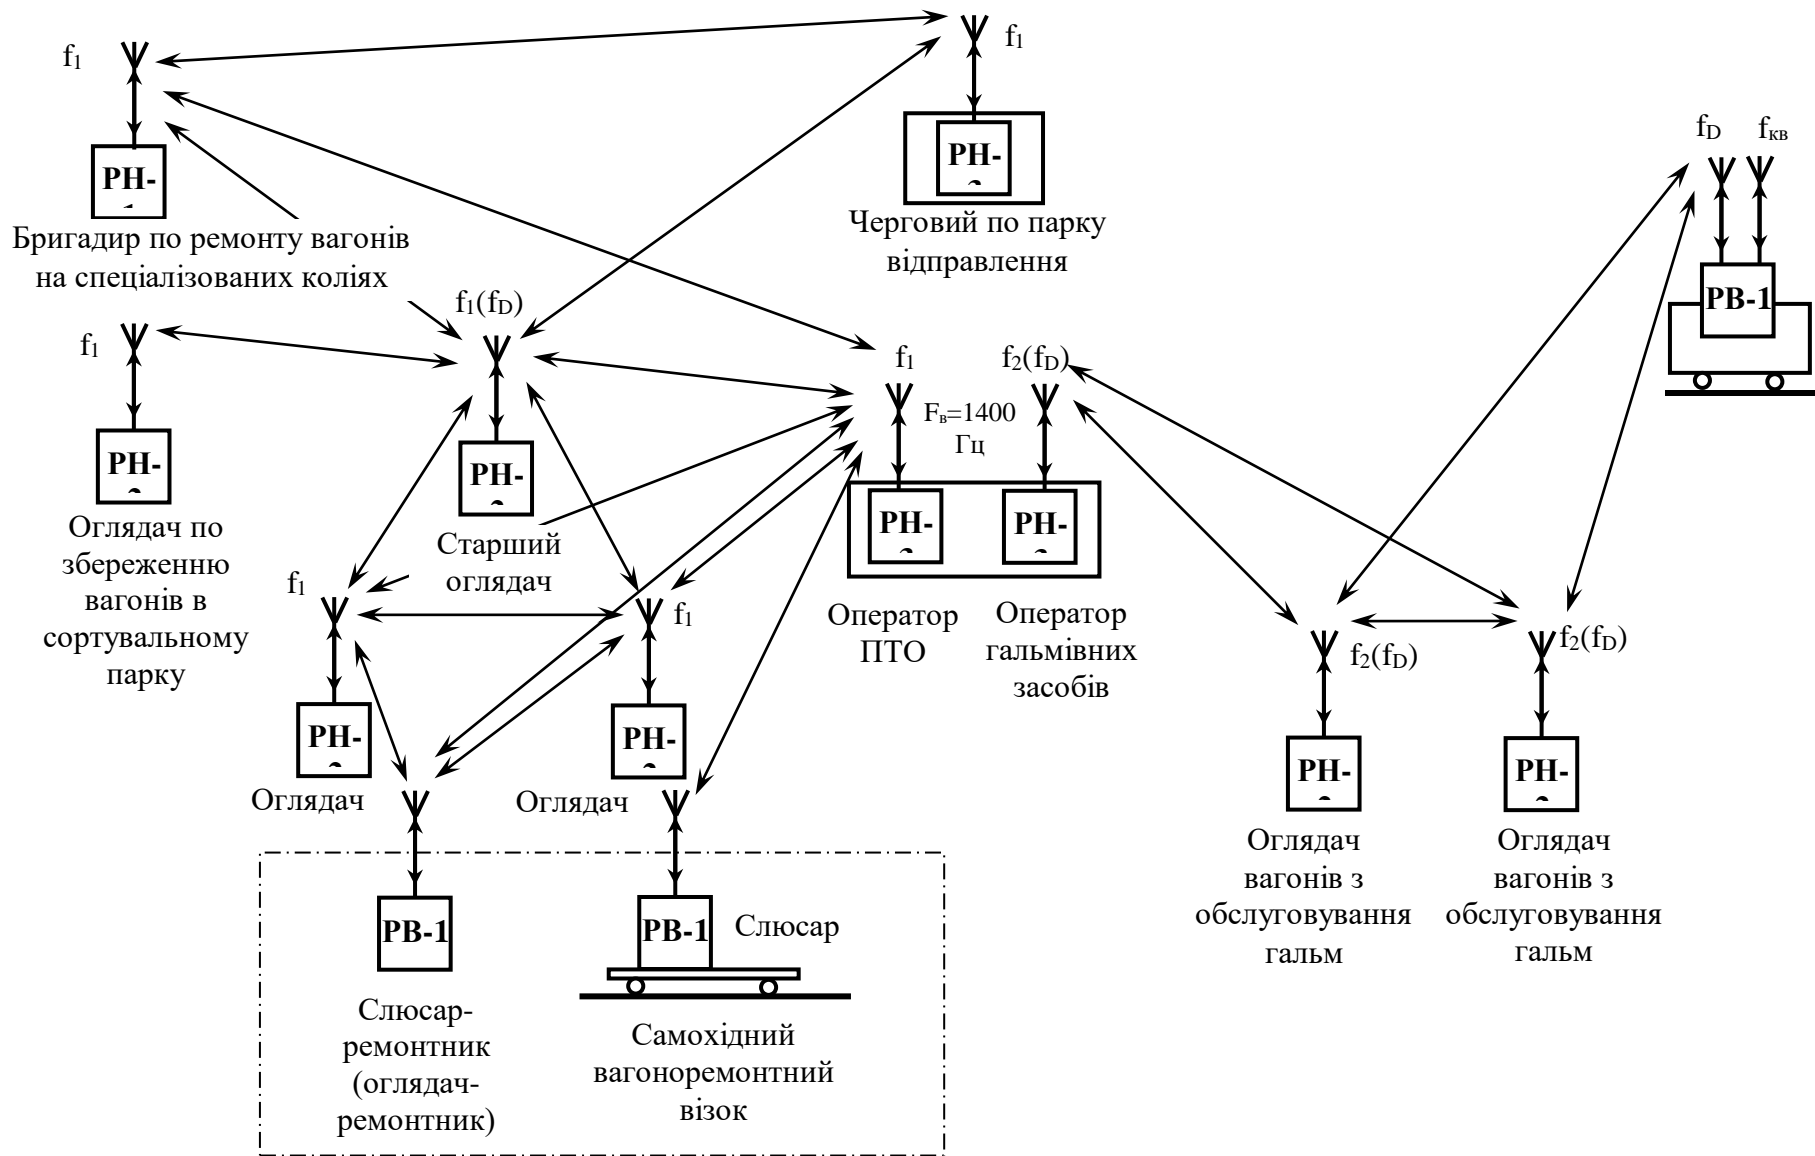 f1
f1
РН-
РН-
Черговий по парку
відправлення
Бригадир по ремонту вагонів
на спеціалізованих коліях
fD
fкв
РВ-1
f1
РН-
Оглядач по
збереженню
вагонів в
сортувальному
парку
f1(fD)
РН-
Старший
оглядач
f1
f2(fD)
Fв=1400
Гц
РН-
РН-
Оператор
ПТО
Оператор
гальмівних
засобів
f1
РН-
Оглядач
f1
РН-
Оглядач
f2(fD)
РН-
Оглядач
вагонів з
обслуговування
гальм
f2(fD)
РН-
Оглядач
вагонів з
обслуговування
гальм
РВ-1
Слюсар-
ремонтник
(оглядач-
ремонтник)
РВ-1
Слюсар
Самохідний
вагоноремонтний
візок